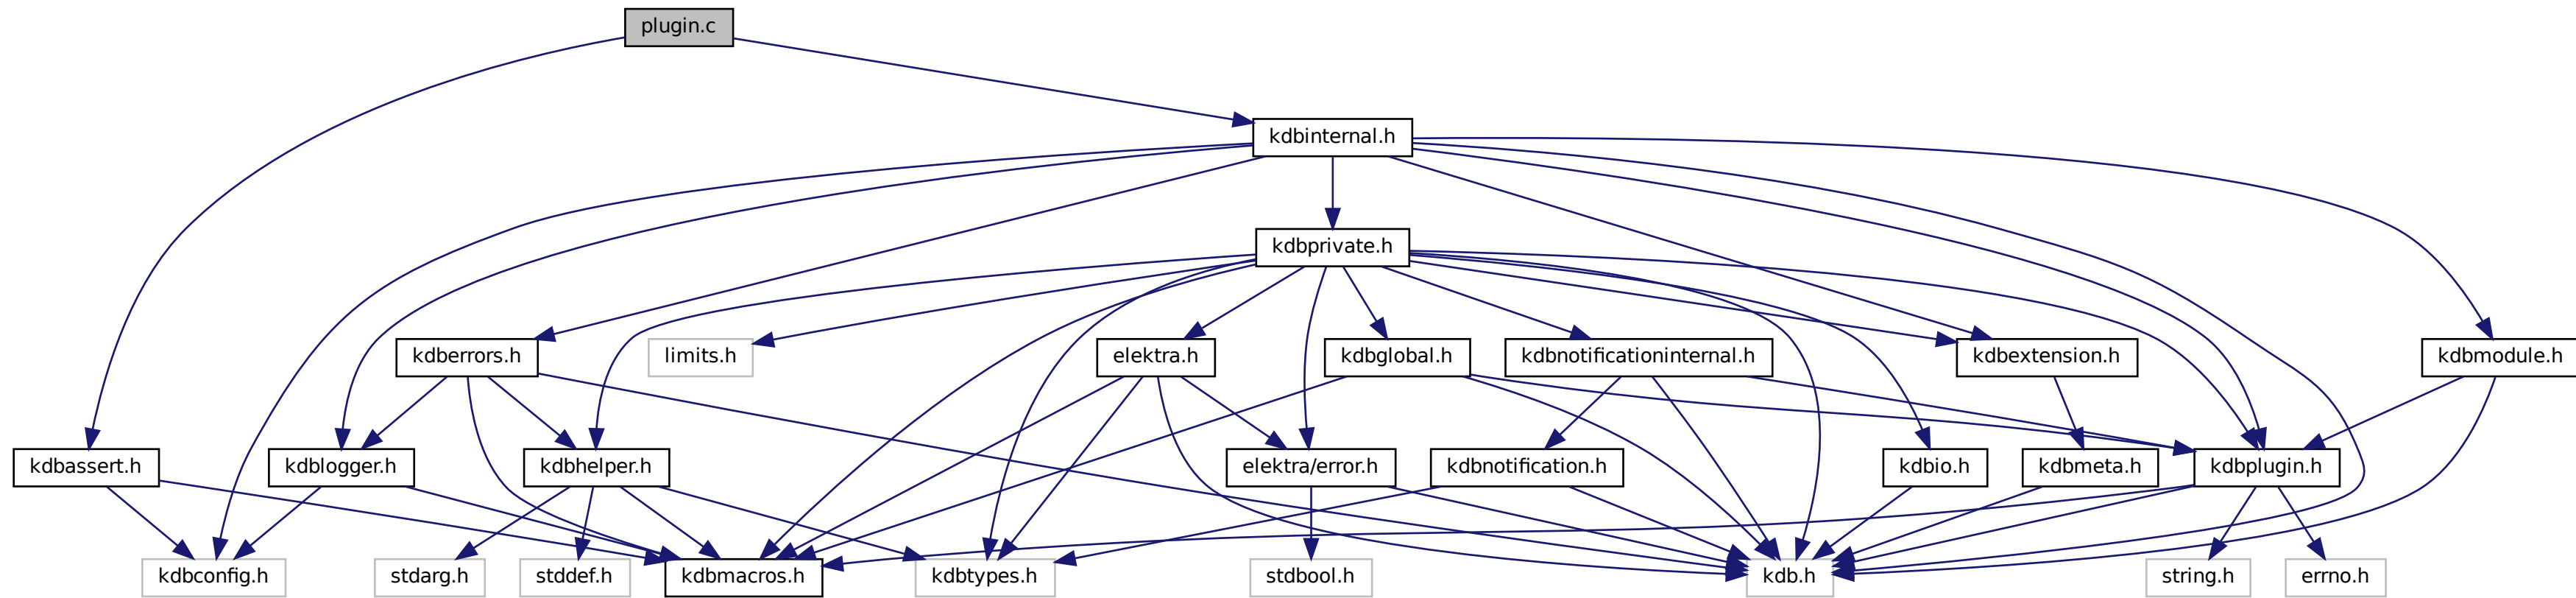 plugin.c
kdbinternal.h
kdbprivate.h
kdberrors.h
limits.h
elektra.h
kdbglobal.h
kdbnotificationinternal.h
kdbextension.h
kdbmodule.h
kdbassert.h
kdblogger.h
kdbhelper.h
elektra/error.h
kdbnotification.h
kdbio.h
kdbmeta.h
kdbplugin.h
kdbconfig.h
stdarg.h
stddef.h
kdbmacros.h
kdbtypes.h
stdbool.h
kdb.h
string.h
errno.h